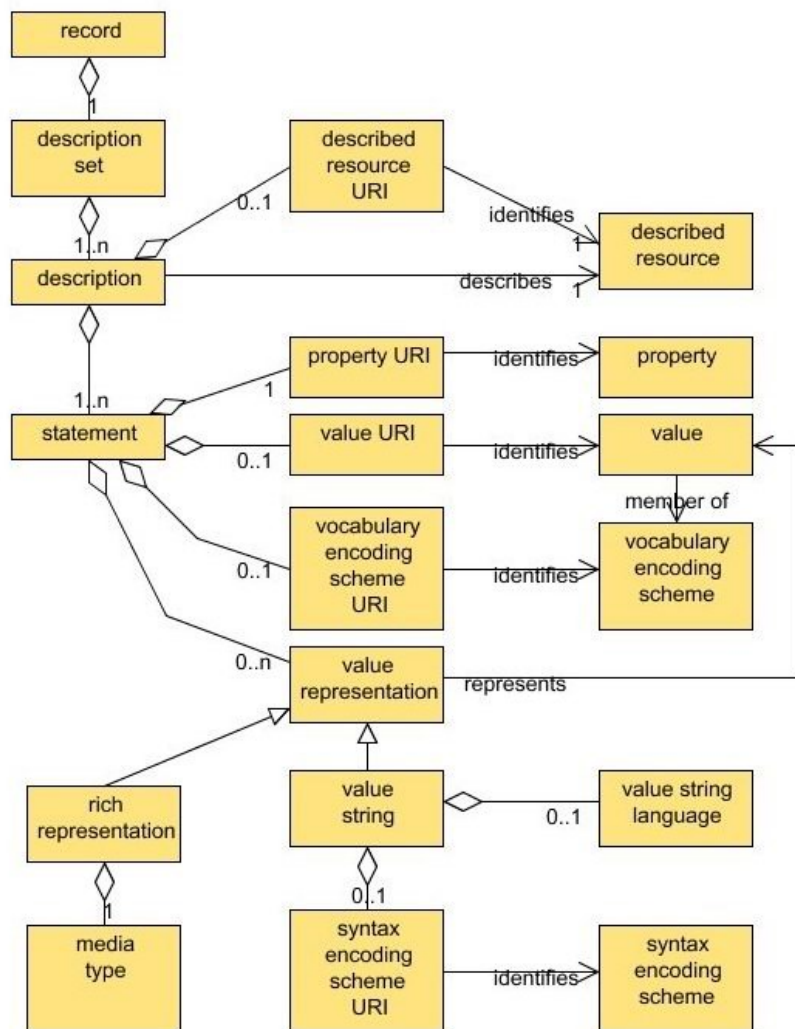 record
1
description
set
described
resource
URI
0..1
identifies
1..n
1
described
resource
description
describes
1
property URI
identifies
property
1
1..n
statement
value URI
identifies
value
0..1
member of
vocabulary
encoding
scheme
URI
0..1
identifies
vocabulary
encoding
scheme
0..n
value
representation
represents
rich
representation
value
string
0..1
value string
language
1
0..1
media
type
syntax
encoding
scheme
URI
identifies
syntax
encoding
scheme